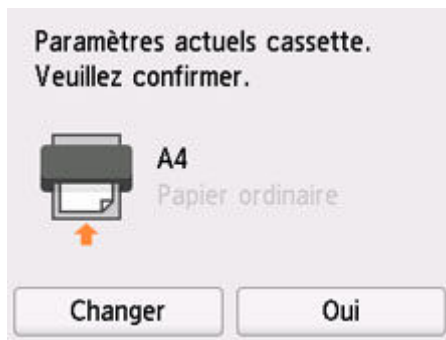 Paramètres actuels cassette.
Veuillez confirmer.
A4
Papier ordinaire
Changer
Oui